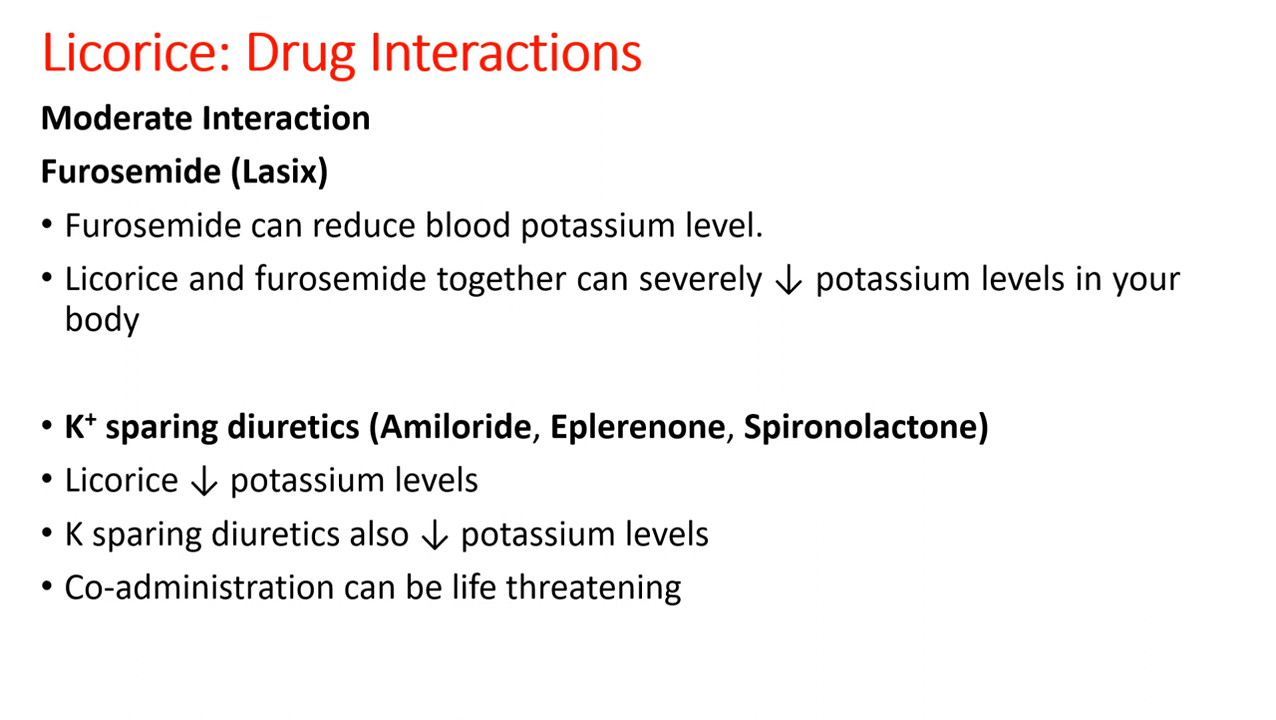 Licorice: Drug Interactions
Moderate Interaction
Furosemide (Lasix)
• Furosemide can reduce blood potassium level.
• Licorice and furosemide together can severely ↓ potassium levels in your
body
• K⁺ sparing diuretics (Amiloride, Eplerenone, Spironolactone)
• Licorice ↓ potassium levels
• K sparing diuretics also ↓ potassium levels
• Co-administration can be life threatening